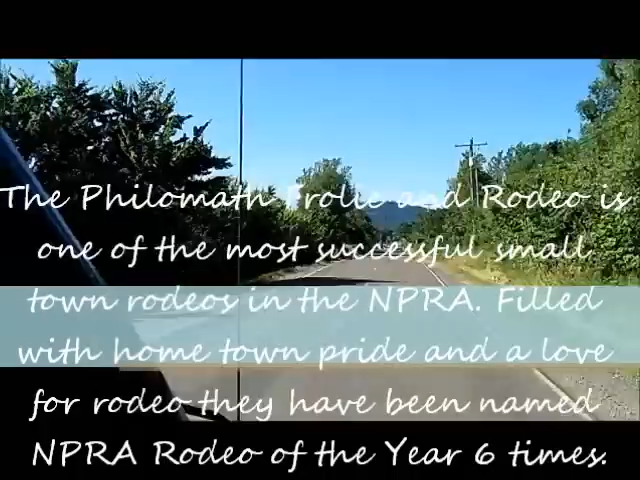 The Philomath Frolic and Rodeo is
one of the most successful small
town rodeos in the NPRA. Filled
with home town pride and a love
for rodeo they have been named
NPRA Rodeo of the Year 6 times.